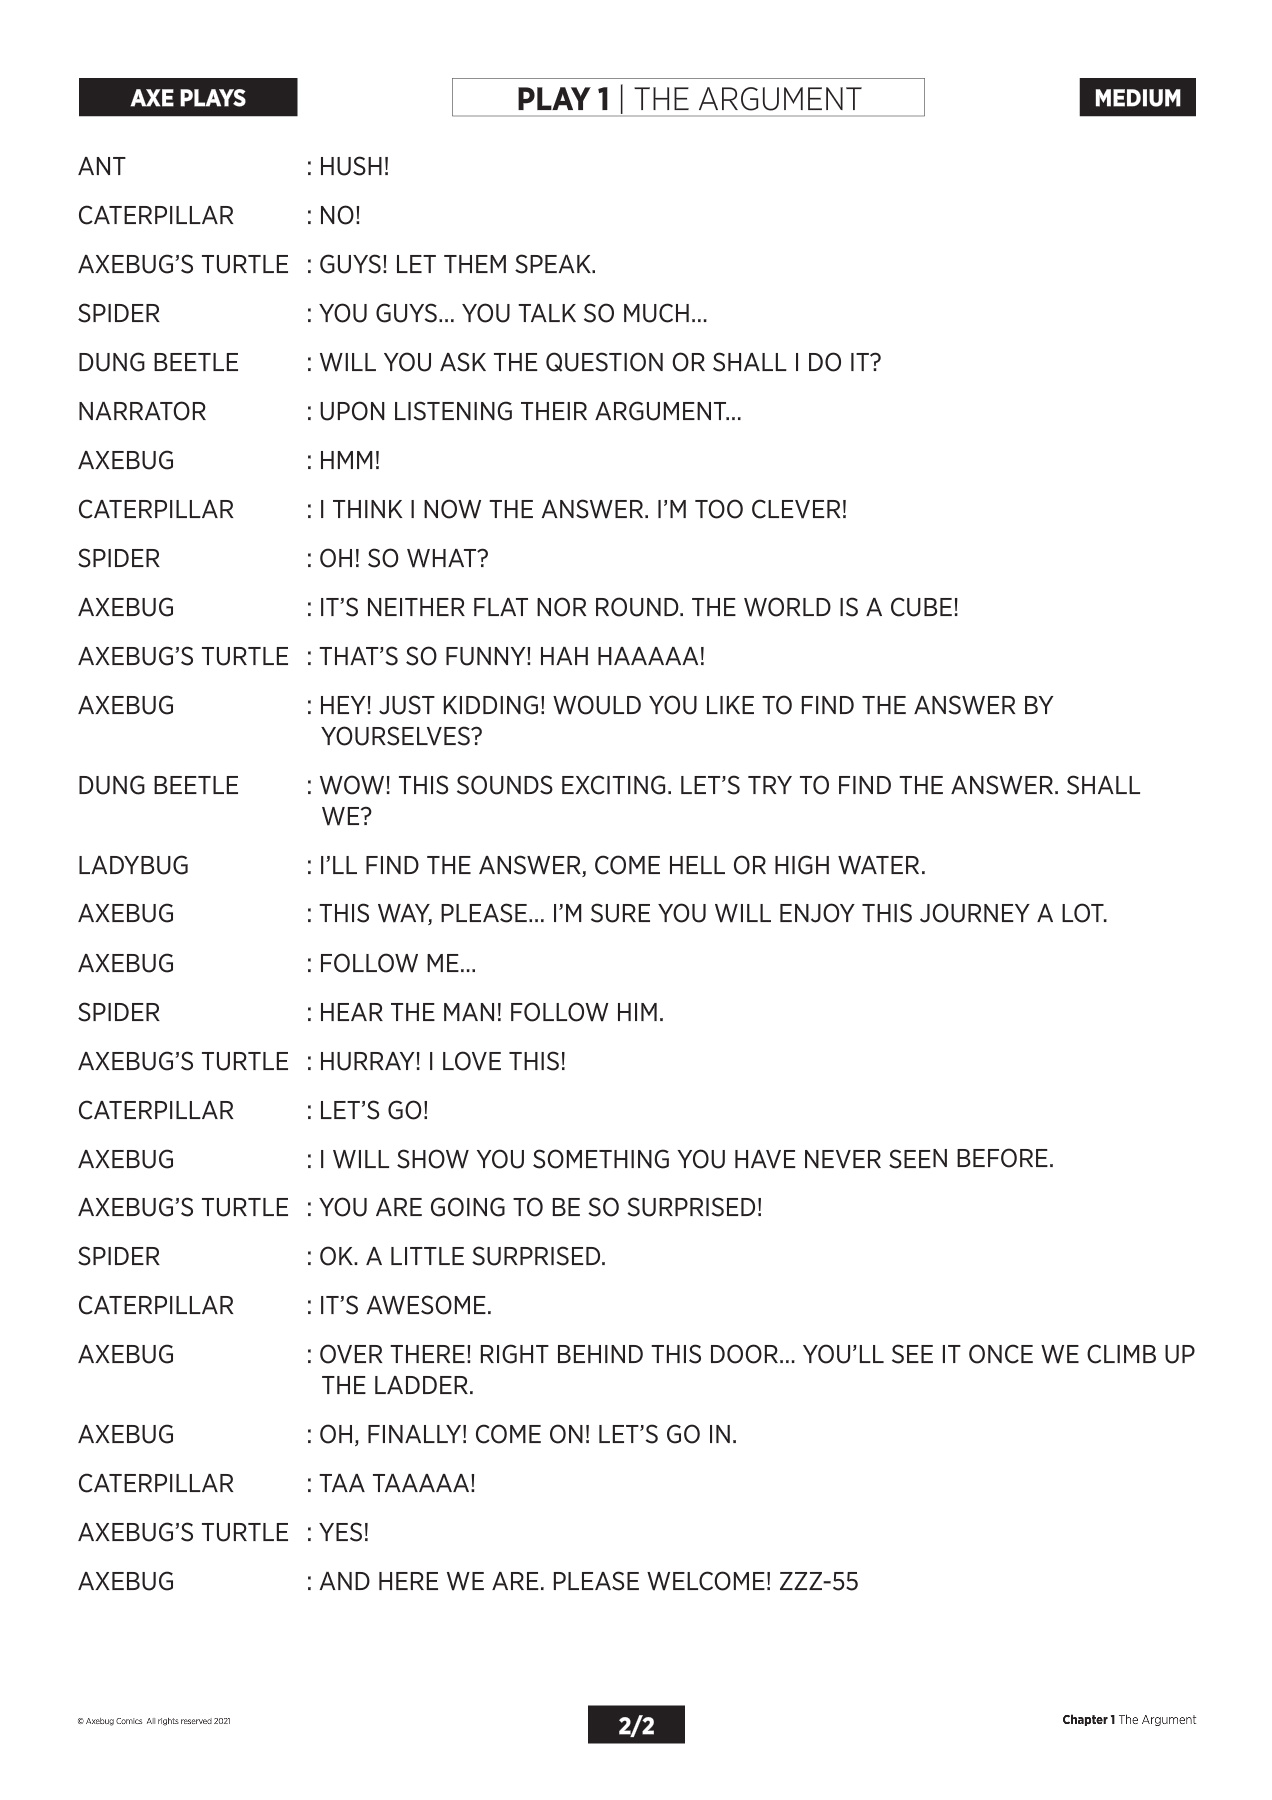 AXE PLAYS
PLAY 1 | THE ARGUMENT
MEDIUM
ANT : HUSH!
CATERPILLAR : NO!
AXEBUG'S TURTLE : GUYS! LET THEM SPEAK.
SPIDER : YOU GUYS... YOU TALK SO MUCH...
DUNG BEETLE : WILL YOU ASK THE QUESTION OR SHALL I DO IT?
NARRATOR : UPON LISTENING THEIR ARGUMENT...
AXEBUG : HMM!
CATERPILLAR : I THINK I NOW THE ANSWER. I'M TOO CLEVER!
SPIDER : OH! SO WHAT?
AXEBUG : IT'S NEITHER FLAT NOR ROUND. THE WORLD IS A CUBE!
AXEBUG'S TURTLE : THAT'S SO FUNNY! HAH HAAAAA!
AXEBUG : HEY! JUST KIDDING! WOULD YOU LIKE TO FIND THE ANSWER BY
YOURSELVES?
DUNG BEETLE : WOW! THIS SOUNDS EXCITING. LET'S TRY TO FIND THE ANSWER. SHALL
WE?
LADYBUG : I'LL FIND THE ANSWER, COME HELL OR HIGH WATER.
AXEBUG : THIS WAY, PLEASE... I'M SURE YOU WILL ENJOY THIS JOURNEY A LOT.
AXEBUG : FOLLOW ME...
SPIDER : HEAR THE MAN! FOLLOW HIM.
AXEBUG'S TURTLE : HURRAY! I LOVE THIS!
CATERPILLAR : LET'S GO!
AXEBUG : I WILL SHOW YOU SOMETHING YOU HAVE NEVER SEEN BEFORE.
AXEBUG'S TURTLE : YOU ARE GOING TO BE SO SURPRISED!
SPIDER : OK. A LITTLE SURPRISED.
CATERPILLAR : IT'S AWESOME.
AXEBUG : OVER THERE! RIGHT BEHIND THIS DOOR... YOU'LL SEE IT ONCE WE CLIMB UP
THE LADDER.
AXEBUG : OH, FINALLY! COME ON! LET'S GO IN.
CATERPILLAR : TAA TAAAAA!
AXEBUG'S TURTLE : YES!
AXEBUG : AND HERE WE ARE. PLEASE WELCOME! ZZZ-55
© Axebug Comics All rights reserved 2021
2/2
Chapter 1 The Argument